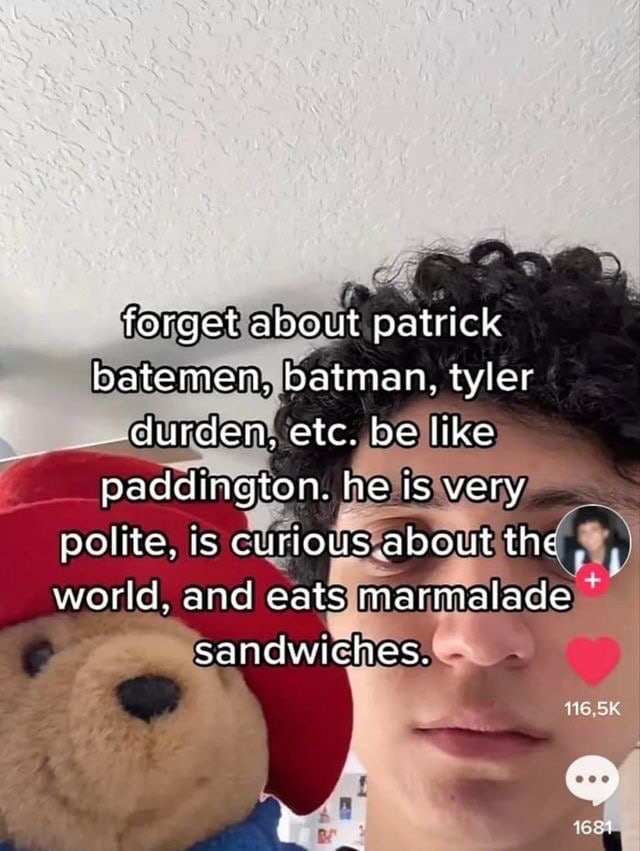 forget about patrick
batemen, batman, tyler
durden, etc. be like
paddington. he is very
polite, is curious about the
world, and eats marmalade
sandwiches.
116,5K
1681